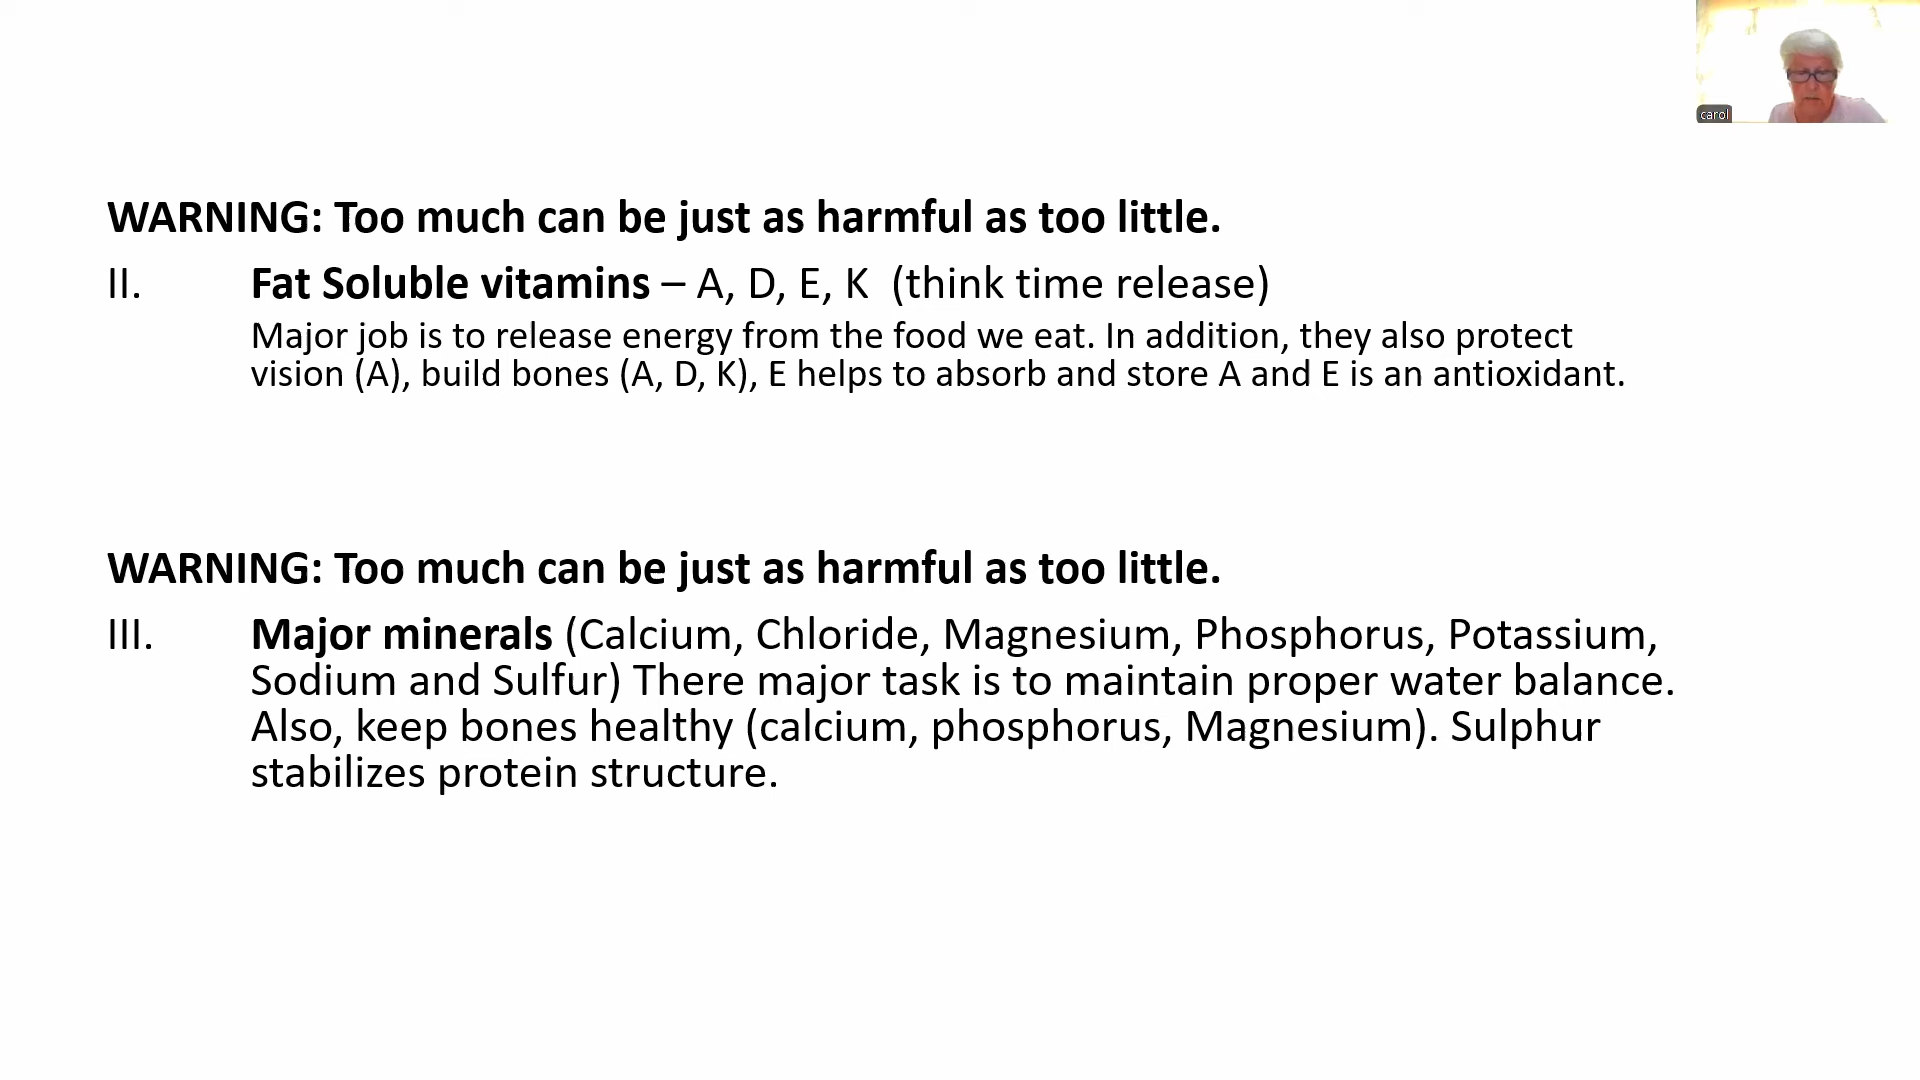 carol
WARNING: Too much can be just as harmful as too little.
II. Fat Soluble vitamins – A, D, E, K (think time release)
Major job is to release energy from the food we eat. In addition, they also protect
vision (A), build bones (A, D, K), E helps to absorb and store A and E is an antioxidant.
WARNING: Too much can be just as harmful as too little.
III. Major minerals (Calcium, Chloride, Magnesium, Phosphorus, Potassium,
Sodium and Sulfur) There major task is to maintain proper water balance.
Also, keep bones healthy (calcium, phosphorus, Magnesium). Sulphur
stabilizes protein structure.